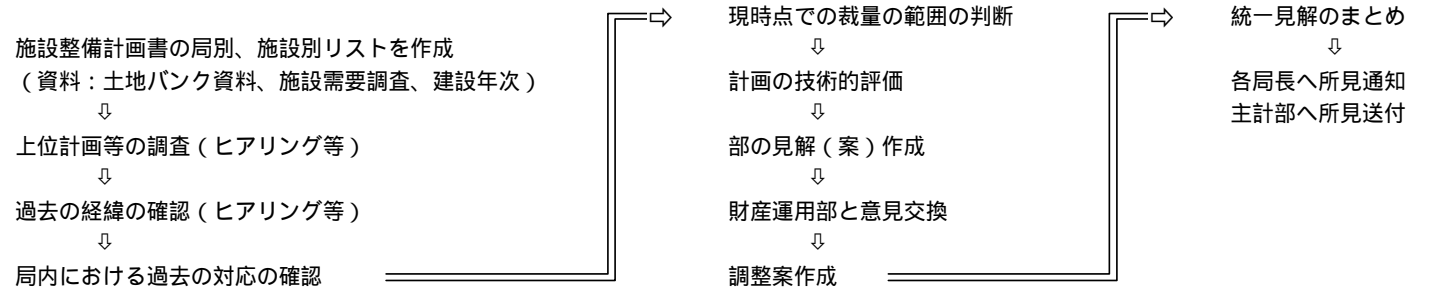 施設整備計画書の局別、施設別リストを作成
（資料：土地バンク資料、施設需要調査、建設年次）
⇩
上位計画等の調査（ヒアリング等）
⇩
過去の経緯の確認（ヒアリング等）
⇩
局内における過去の対応の確認
⇨
現時点での裁量の範囲の判断
⇩
計画の技術的評価
⇩
部の見解（案）作成
⇩
財産運用部と意見交換
⇩
調整案作成
⇨
統一見解のまとめ
⇩
各局長へ所見通知
主計部へ所見送付